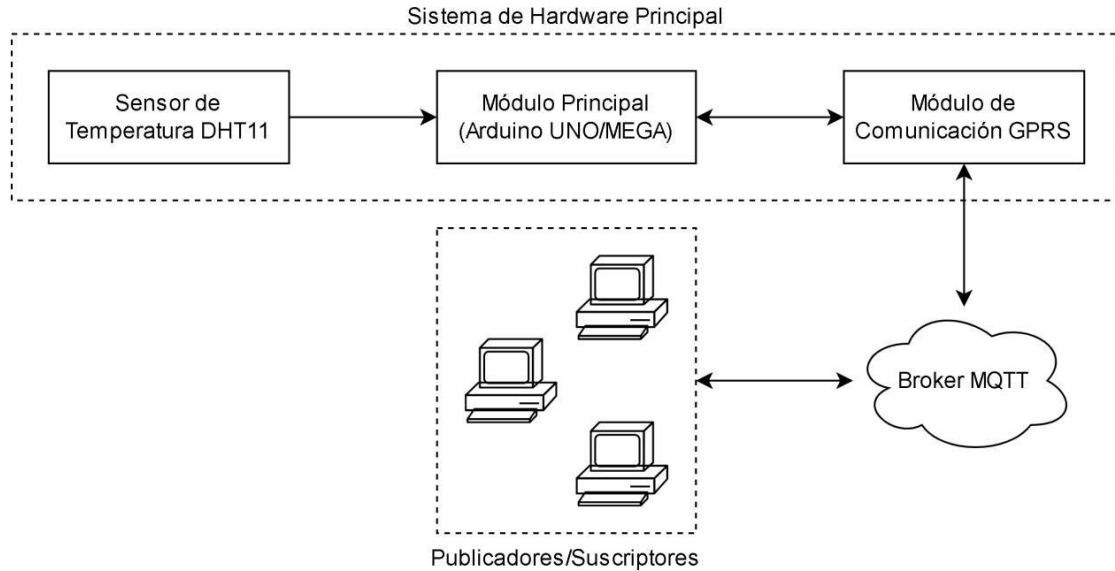 Sistema de Hardware Principal
Sensor de
Temperatura DHT11
Módulo Principal
(Arduino UNO/MEGA)
Módulo de
Comunicación GPRS
Broker MQTT
Publicadores/Suscriptores